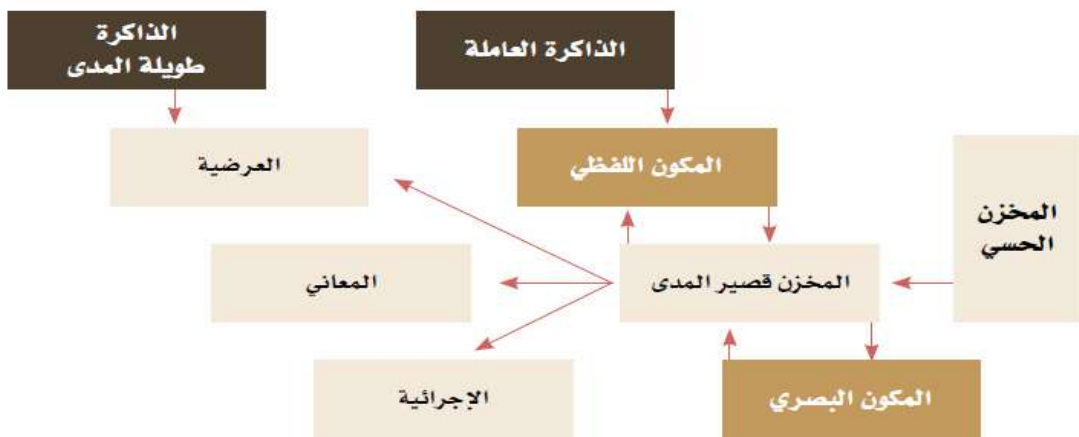 الذاكرة العاملة
الذاكرة
طويلة المدى
المكون اللفظي
العرضية
المخزن
الحسي
المخزن قصير المدى
المعاني
المكون البصري
الإجرائية